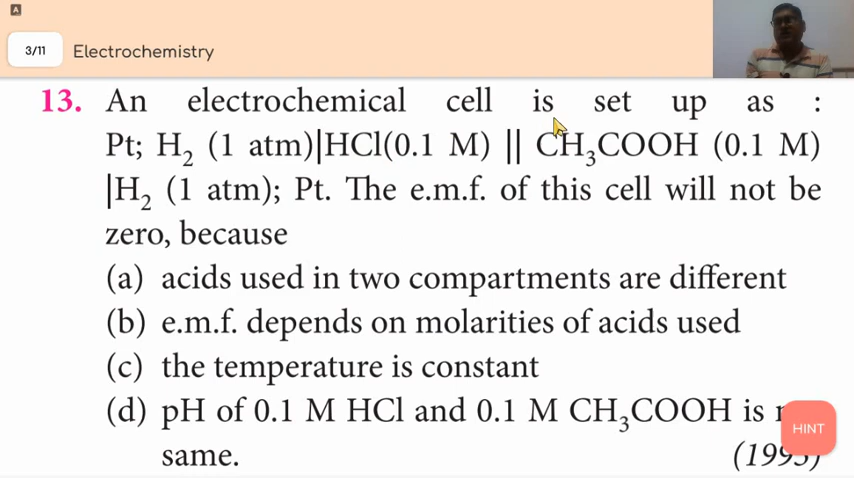 A
3/11 Electrochemistry
13. An electrochemical cell is set up as :
Pt; H₂ (1 atm)|HCl(0.1 M) || CH₃COOH (0.1 M)
|H₂ (1 atm); Pt. The e.m.f. of this cell will not be
zero, because
(a) acids used in two compartments are different
(b) e.m.f. depends on molarities of acids used
(c) the temperature is constant
(d) pH of 0.1 M HCl and 0.1 M CH₃COOH is
same.
HINT